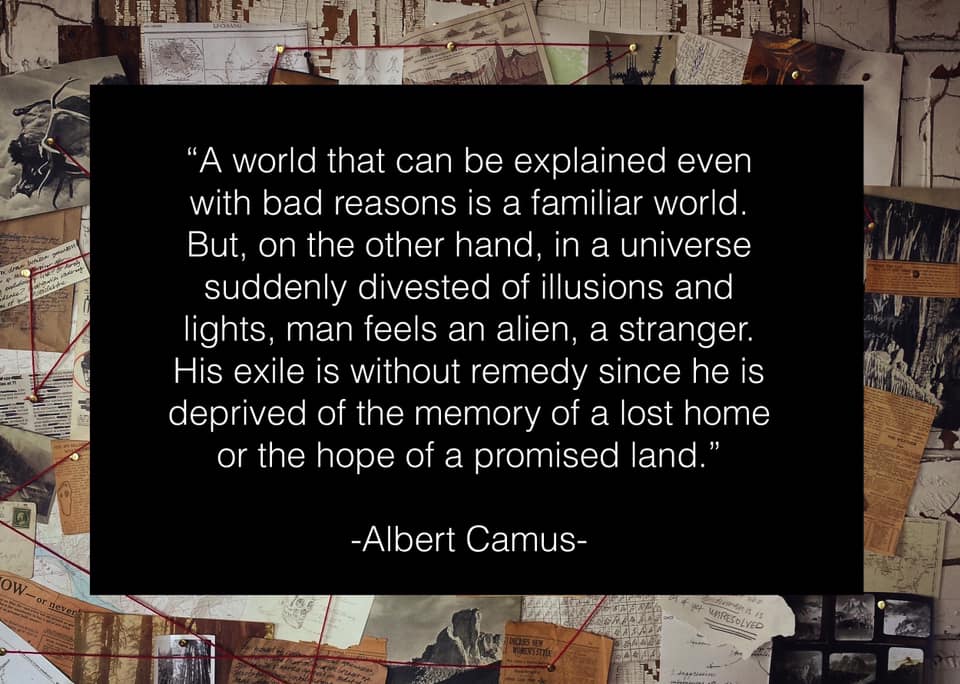 “A world that can be explained even
with bad reasons is a familiar world.
But, on the other hand, in a universe
suddenly divested of illusions and
lights, man feels an alien, a stranger.
His exile is without remedy since he is
deprived of the memory of a lost home
or the hope of a promised land.”
-Albert Camus-
OW—or never
UNRESOLVED